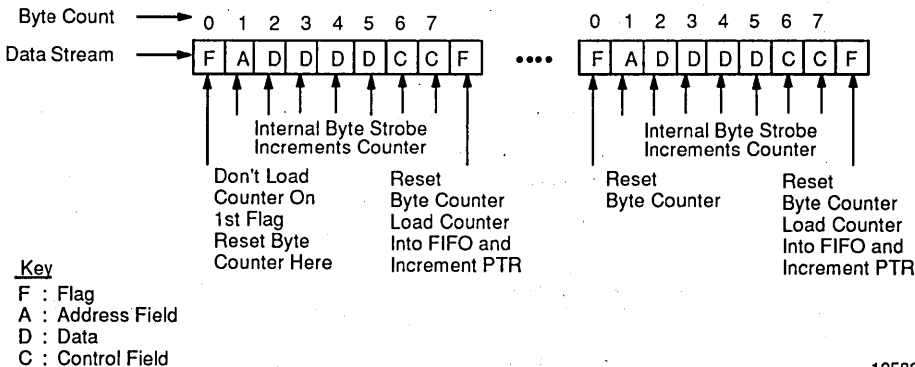 Byte Count 0 1 2 3 4 5 6 7 0 1 2 3 4 5 6 7
Data Stream F A D D D D C C F •••• F A D D D D C C F
Internal Byte Strobe
Increments Counter
Internal Byte Strobe
Increments Counter
Don't Load
Counter On
1st Flag
Reset Byte
Counter Here
Reset
Byte Counter
Load Counter
Into FIFO and
Increment PTR
Reset
Byte Counter
Reset
Byte Counter
Load Counter
Into FIFO and
Increment PTR
Key
F : Flag
A : Address Field
D : Data
C : Control Field